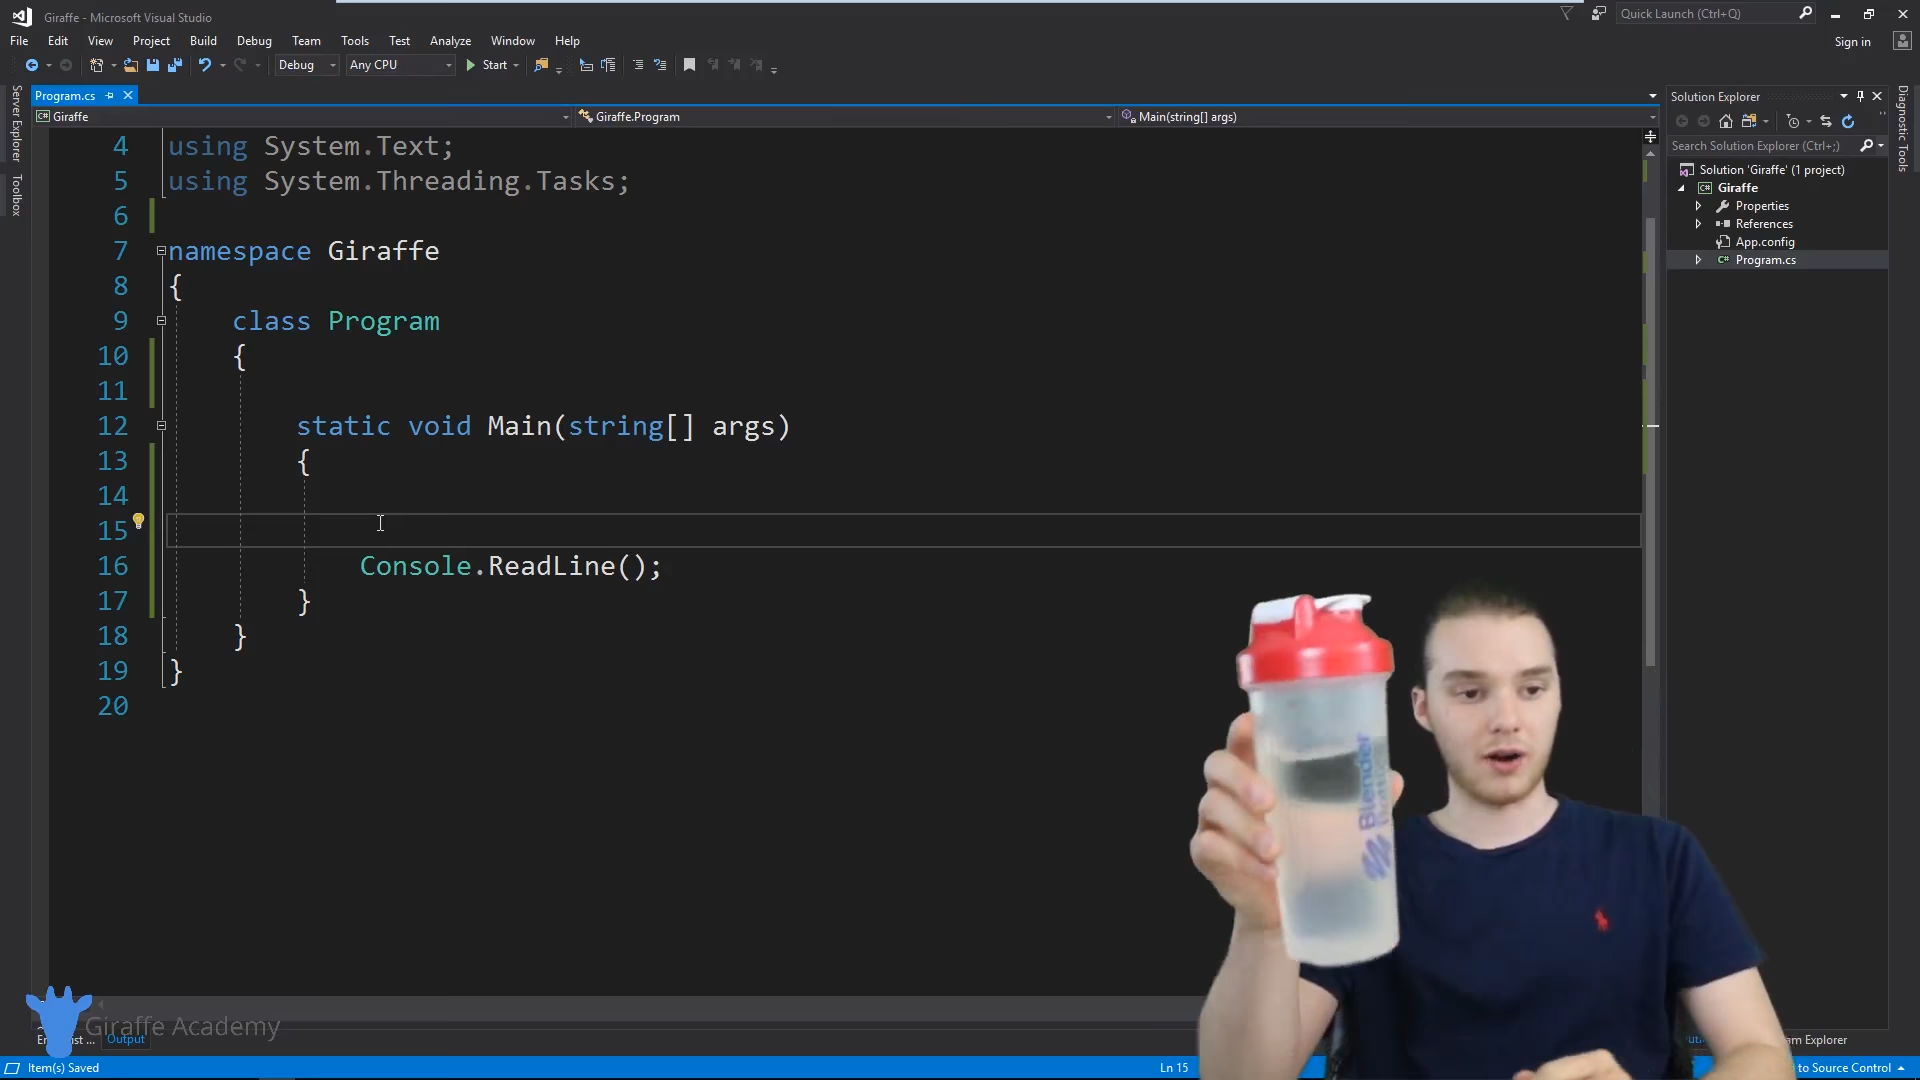 Giraffe - Microsoft Visual Studio
Quick Launch (Ctrl+Q)
File Edit View Project Build Debug Team Tools Test Analyze Window Help
Sign in
Debug Any CPU Start
Server Explorer
Toolbox
Program.cs
Giraffe Giraffe.Program Main(string[] args)
4 using System.Text;
5 using System.Threading.Tasks;
6
7 namespace Giraffe
8 {
9 class Program
10 {
11
12 static void Main(string[] args)
13 {
14
15
16 Console.ReadLine();
17 }
18 }
19 }
20
Solution Explorer
Search Solution Explorer (Ctrl+;)
Solution 'Giraffe' (1 project)
Giraffe
Properties
References
App.config
Program.cs
Diagnostic Tools
Blender
Giraffe Academy
Output
Explorer
Item(s) Saved
Ln 15
to Source Control